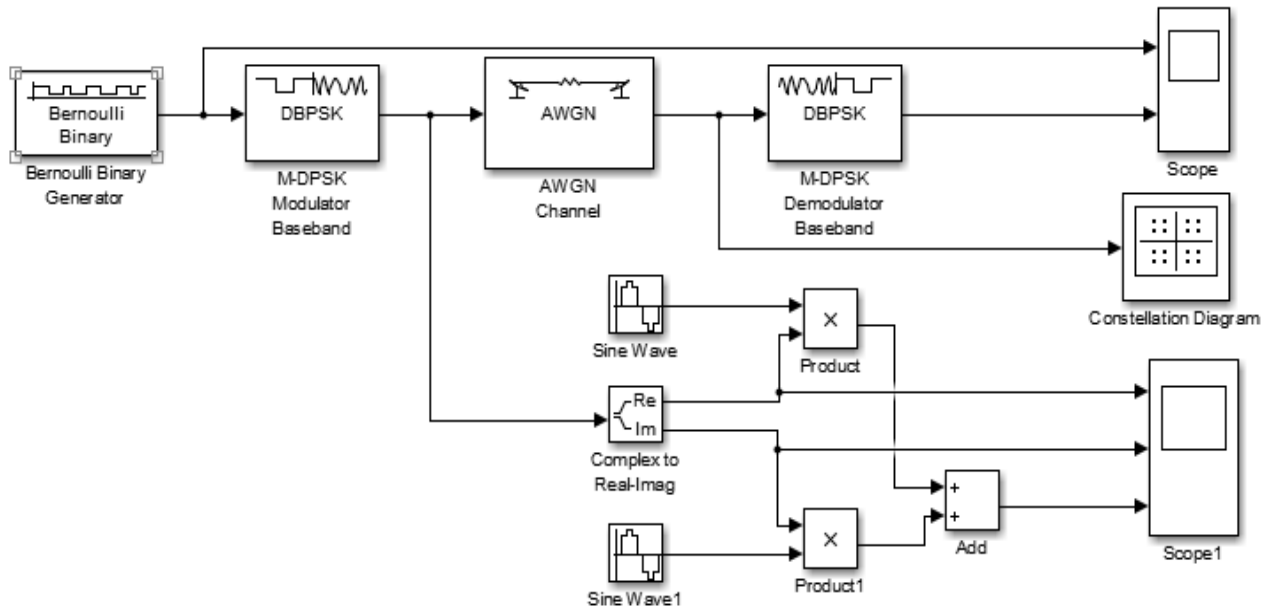 Bernoulli
Binary
Bernoulli Binary
Generator
DBPSK
M-DPSK
Modulator
Baseband
AWGN
AWGN
Channel
DBPSK
M-DPSK
Demodulator
Baseband
Scope
Constellation Diagram
Sine Wave
×
Product
Re
Im
Complex to
Real-Imag
+
+
Add
Scope1
×
Product1
Sine Wave1